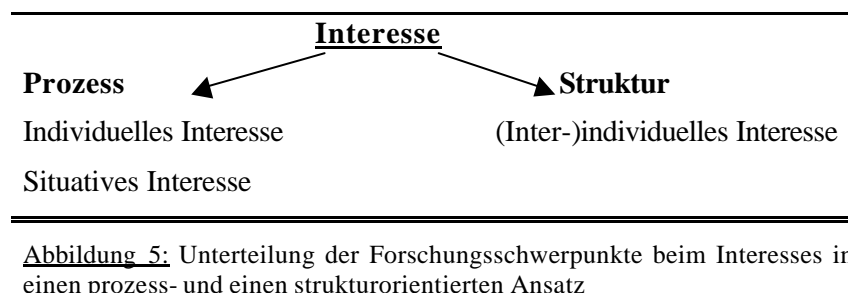 Interesse
Prozess Struktur
Individuelles Interesse (Inter-)individuelles Interesse
Situatives Interesse
Abbildung 5: Unterteilung der Forschungsschwerpunkte beim Interesses in
einen prozess- und einen strukturorientierten Ansatz